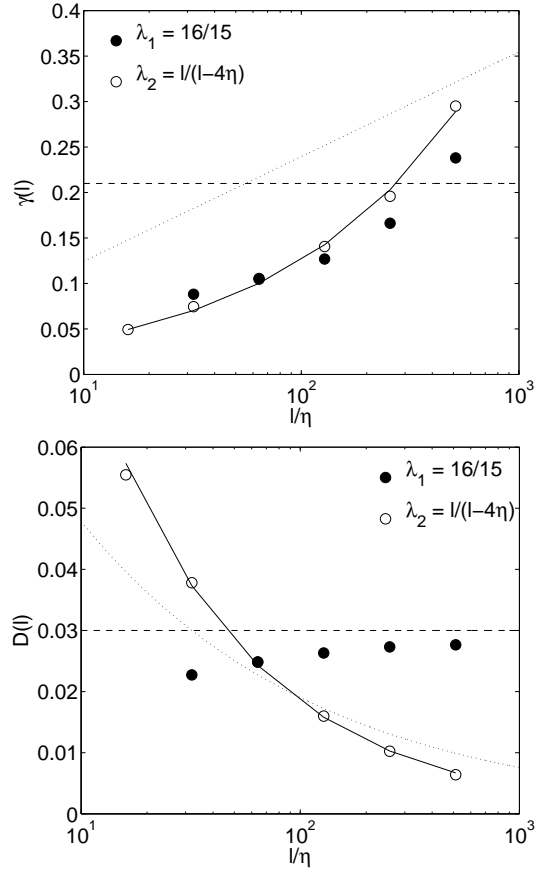 0.4
0.35
0.3
0.25
0.2
0.15
0.1
0.05
0
γ(l)
λ₁ = 16/15
λ₂ = l/(l−4η)
10¹ 10² 10³
l/η
0.06
0.05
0.04
0.03
0.02
0.01
0
D(l)
λ₁ = 16/15
λ₂ = l/(l−4η)
10¹ 10² 10³
l/η